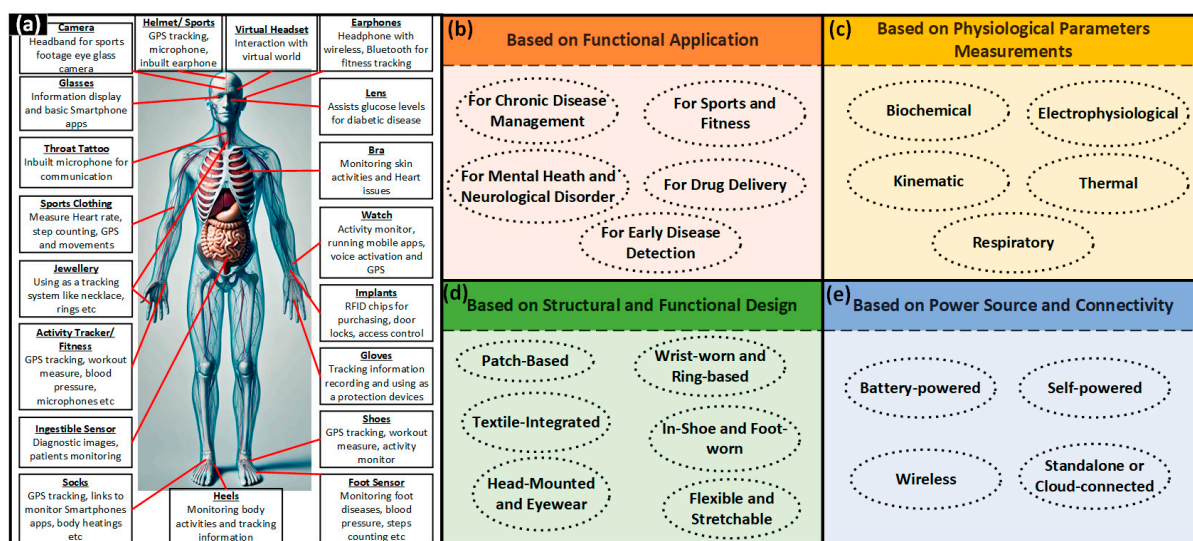 (a)
Camera
Headband for sports
footage eye glass
camera
Helmet/ Sports
GPS tracking,
microphone,
inbuilt earphone
Virtual Headset
Interaction with
virtual world
Earphones
Headphone with
wireless, Bluetooth for
fitness tracking
Glasses
Information display
and basic Smartphone
apps
Lens
Assists glucose levels
for diabetic disease
Throat Tattoo
Inbuilt microphone for
communication
Bra
Monitoring skin
activities and Heart
issues
Sports Clothing
Measure Heart rate,
step counting, GPS
and movements
Watch
Activity monitor,
running mobile apps,
voice activation and
GPS
Jewellery
Using as a tracking
system like necklace,
rings etc
Implants
RFID chips for
purchasing, door
locks, access control
Activity Tracker/
Fitness
GPS tracking, workout
measure, blood
pressure,
microphones etc
Gloves
Tracking information
recording and using as
a protection devices
Ingestible Sensor
Diagnostic images,
patients monitoring
Shoes
GPS tracking, workout
measure, activity
monitor
Socks
GPS tracking, links to
monitor Smartphones
apps, body heatings
etc
Heels
Monitoring body
activities and tracking
information
Foot Sensor
Monitoring foot
diseases, blood
pressure, steps
counting etc
(b)
Based on Functional Application
For Chronic Disease
Management
For Sports and
Fitness
For Mental Heath and
Neurological Disorder
For Drug Delivery
For Early Disease
Detection
(c)
Based on Physiological Parameters
Measurements
Biochemical
Electrophysiological
Kinematic
Thermal
Respiratory
(d)
Based on Structural and Functional Design
Patch-Based
Wrist-worn and
Ring-based
Textile-Integrated
In-Shoe and Foot-
worn
Head-Mounted
and Eyewear
Flexible and
Stretchable
(e)
Based on Power Source and Connectivity
Battery-powered
Self-powered
Wireless
Standalone or
Cloud-connected